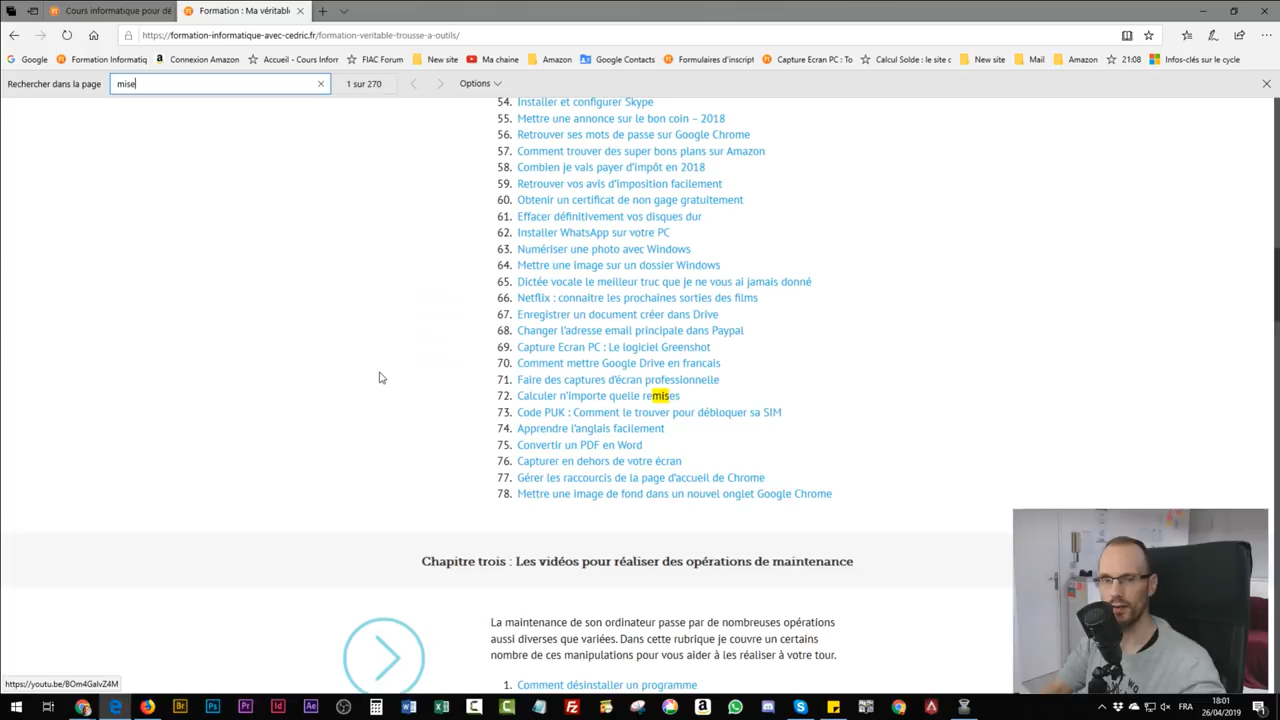 Cours informatique pour dé
Formation : Ma véritable
https://formation-informatique-avec-cedric.fr/formation-veritable-trousse-a-outils/
Google
Formation Informatiq
Connexion Amazon
Accueil - Cours Inforr
FIAC Forum
New site
Ma chaine
Amazon
Google Contacts
Formulaires d'inscript
Capture Ecran PC : To
Calcul Solde : le site c
New site
Mail
Amazon
21:08
Infos-clés sur le cycle
Rechercher dans la page
mise
1 sur 270
Options
54. Installer et configurer Skype
55. Mettre une annonce sur le bon coin – 2018
56. Retrouver ses mots de passe sur Google Chrome
57. Comment trouver des super bons plans sur Amazon
58. Combien je vais payer d'impôt en 2018
59. Retrouver vos avis d'imposition facilement
60. Obtenir un certificat de non gage gratuitement
61. Effacer définitivement vos disques dur
62. Installer WhatsApp sur votre PC
63. Numériser une photo avec Windows
64. Mettre une image sur un dossier Windows
65. Dictée vocale le meilleur truc que je ne vous ai jamais donné
66. Netflix : connaitre les prochaines sorties des films
67. Enregistrer un document créer dans Drive
68. Changer l'adresse email principale dans Paypal
69. Capture Ecran PC : Le logiciel Greenshot
70. Comment mettre Google Drive en francais
71. Faire des captures d'écran professionnelle
72. Calculer n'importe quelle remises
73. Code PUK : Comment le trouver pour débloquer sa SIM
74. Apprendre l'anglais facilement
75. Convertir un PDF en Word
76. Capturer en dehors de votre écran
77. Gérer les raccourcis de la page d'accueil de Chrome
78. Mettre une image de fond dans un nouvel onglet Google Chrome
Chapitre trois : Les vidéos pour réaliser des opérations de maintenance
La maintenance de son ordinateur passe par de nombreuses opérations
aussi diverses que variées. Dans cette rubrique je couvre un certains
nombre de ces manipulations pour vous aider à les réaliser à votre tour.
1. Comment désinstaller un programme
https://youtu.be/BOm4GalvZ4M
Br
Ps
Pr
Id
Ae
FRA
18:01
26/04/2019